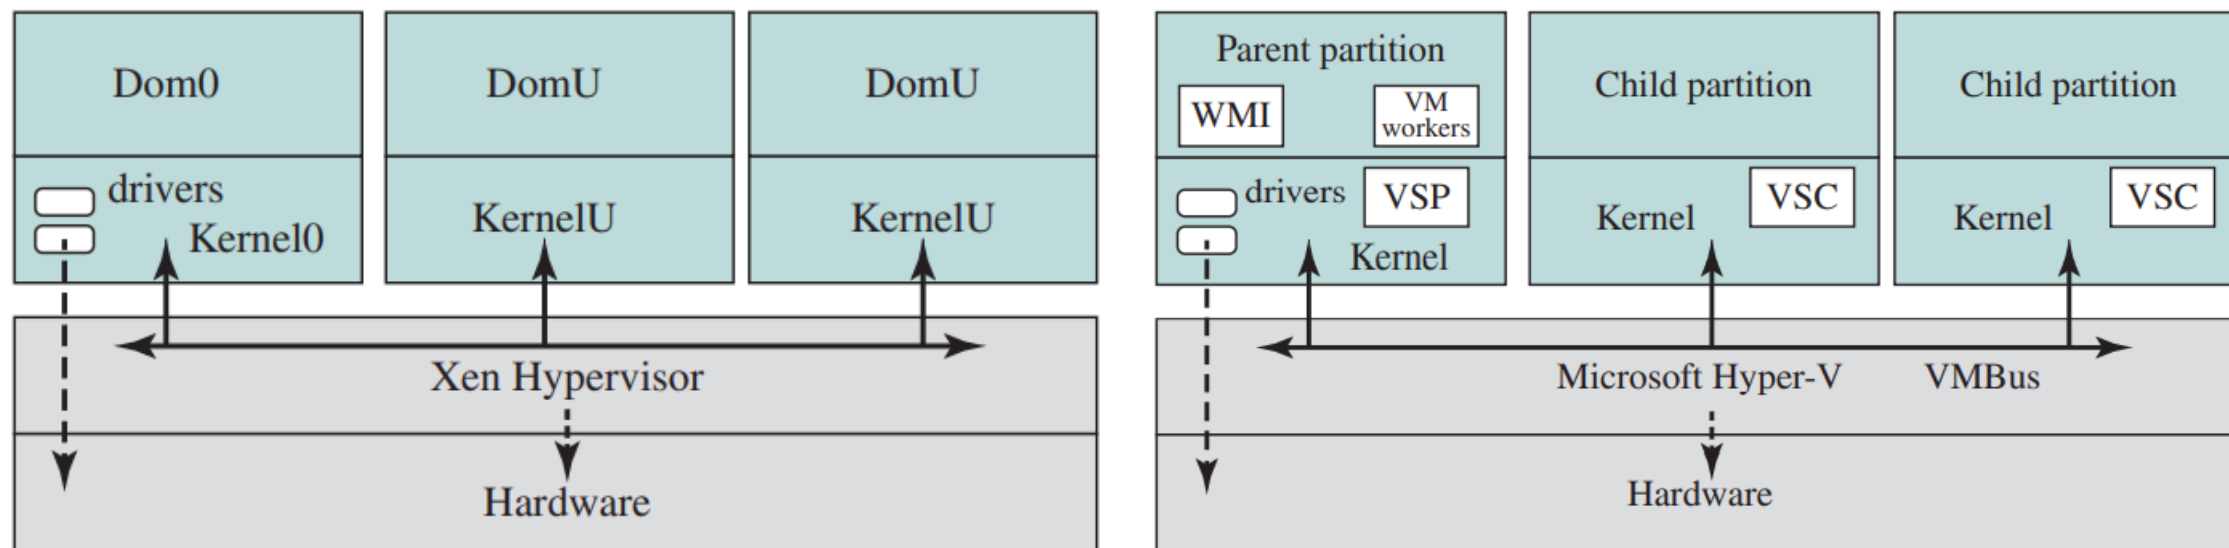 Dom0
DomU
DomU
drivers
Kernel0
KernelU
KernelU
Xen Hypervisor
Hardware
Parent partition
WMI
VM
workers
Child partition
Child partition
drivers
VSP
Kernel
Kernel
VSC
Kernel
VSC
Microsoft Hyper-V
VMBus
Hardware